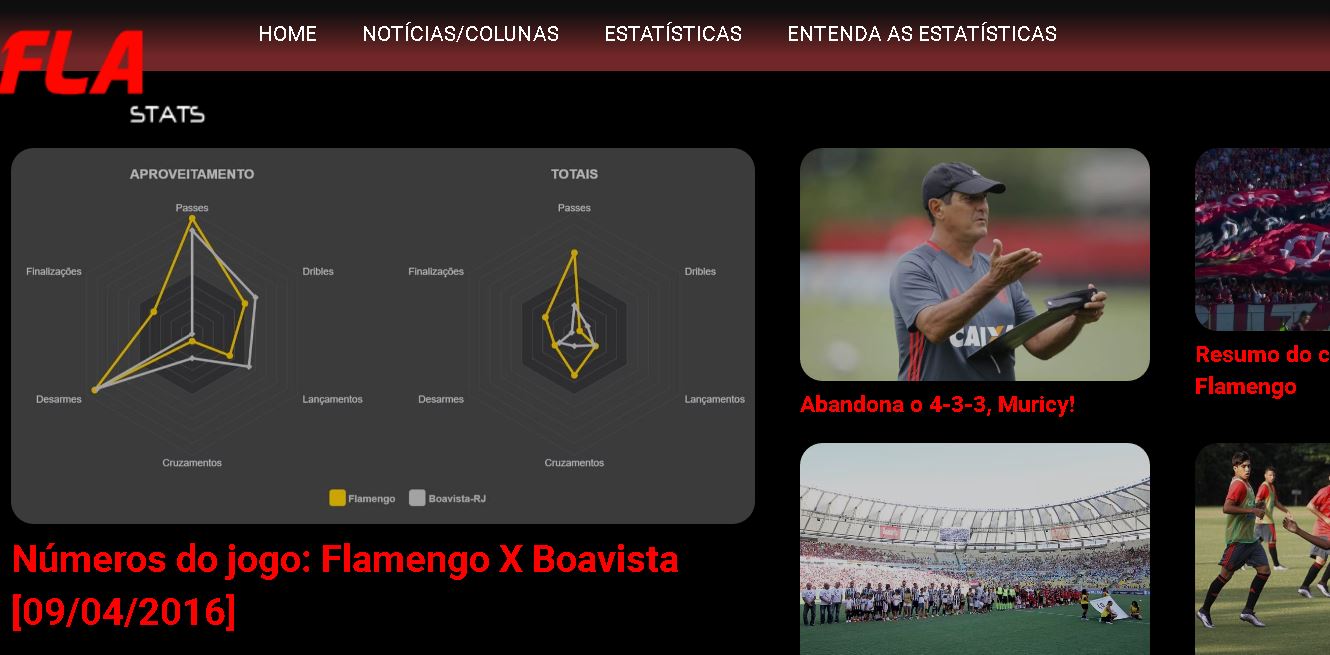 HOME NOTÍCIAS/COLUNAS ESTATÍSTICAS ENTENDA AS ESTATÍSTICAS
FLA
STATS
APROVEITAMENTO
Passes
Finalizações
Dribles
Desarmes
Lançamentos
Cruzamentos
TOTAIS
Passes
Finalizações
Dribles
Desarmes
Lançamentos
Cruzamentos
Flamengo Boavista-RJ
Números do jogo: Flamengo X Boavista
[09/04/2016]
CAIXA
Abandona o 4-3-3, Muricy!
Resumo do c
Flamengo